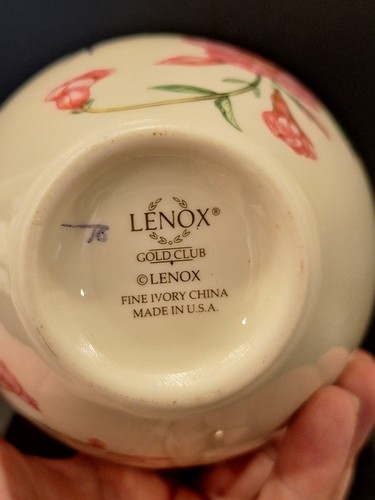 LENOX®
GOLD CLUB
©LENOX
FINE IVORY CHINA
MADE IN U.S.A.